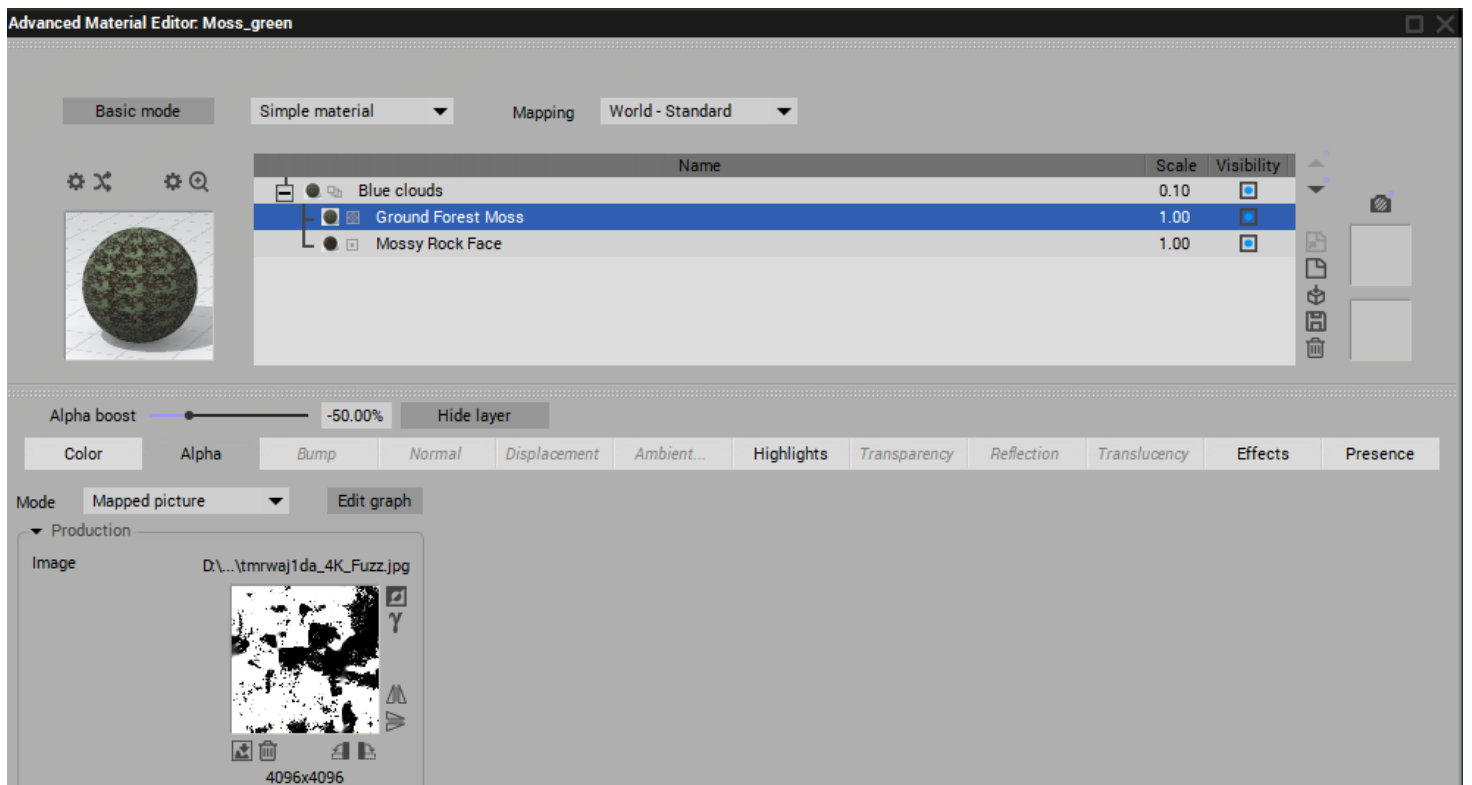 Advanced Material Editor: Moss_green
Basic mode Simple material Mapping World - Standard
Name Scale Visibility
Blue clouds 0.10
Ground Forest Moss 1.00
Mossy Rock Face 1.00
Alpha boost -50.00% Hide layer
Color Alpha Bump Normal Displacement Ambient... Highlights Transparency Reflection Translucency Effects Presence
Mode Mapped picture Edit graph
Production
Image D:\...\tmrwaj1da_4K_Fuzz.jpg
γ
4096x4096